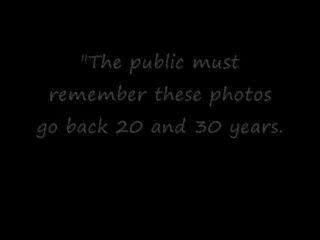 "The public must
remember these photos
go back 20 and 30 years.